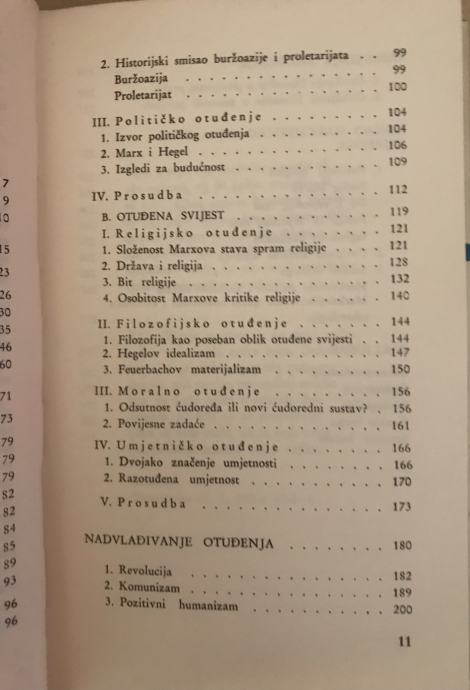 7
9
10
15
23
26
30
35
46
60
71
73
79
79
79
82
82
84
85
89
93
96
96
2. Historijski smisao buržoazije i proletarijata . . 99
Buržoazija . . . . . . . . . . . . . . 99
Proletarijat . . . . . . . . . . . . . . 100
III. Političko otuđenje . . . . . . . . . 104
1. Izvor političkog otuđenja . . . . . . . . . 104
2. Marx i Hegel . . . . . . . . . . . . . 106
3. Izgledi za budućnost . . . . . . . . . . . 109
IV. Prosudba . . . . . . . . . . . . . 112
B. OTUĐENA SVIJEST . . . . . . . . . . . 119
I. Religijsko otuđenje . . . . . . . . 121
1. Složenost Marxova stava spram religije . . . . 121
2. Država i religija . . . . . . . . . . . . 128
3. Bit religije . . . . . . . . . . . . . . 132
4. Osobitost Marxove kritike religije . . . . . . 140
II. Filozofijsko otuđenje . . . . . . . 144
1. Filozofija kao poseban oblik otuđene svijesti . . 144
2. Hegelov idealizam . . . . . . . . . . . . 147
3. Feuerbachov materijalizam . . . . . . . . . 150
III. Moralno otuđenje . . . . . . . . . 156
1. Odsutnost ćudoređa ili novi ćudoredni sustav? . 156
2. Povijesne zadaće . . . . . . . . . . . . 161
IV. Umjetničko otuđenje . . . . . . . . 166
1. Dvojako značenje umjetnosti . . . . . . . . 166
2. Razotuđena umjetnost . . . . . . . . . . 170
V. Prosudba . . . . . . . . . . . . . 173
NADVLAĐIVANJE OTUĐENJA . . . . . . . . 180
1. Revolucija . . . . . . . . . . . . . . 182
2. Komunizam . . . . . . . . . . . . . . 189
3. Pozitivni humanizam . . . . . . . . . . . 200
11